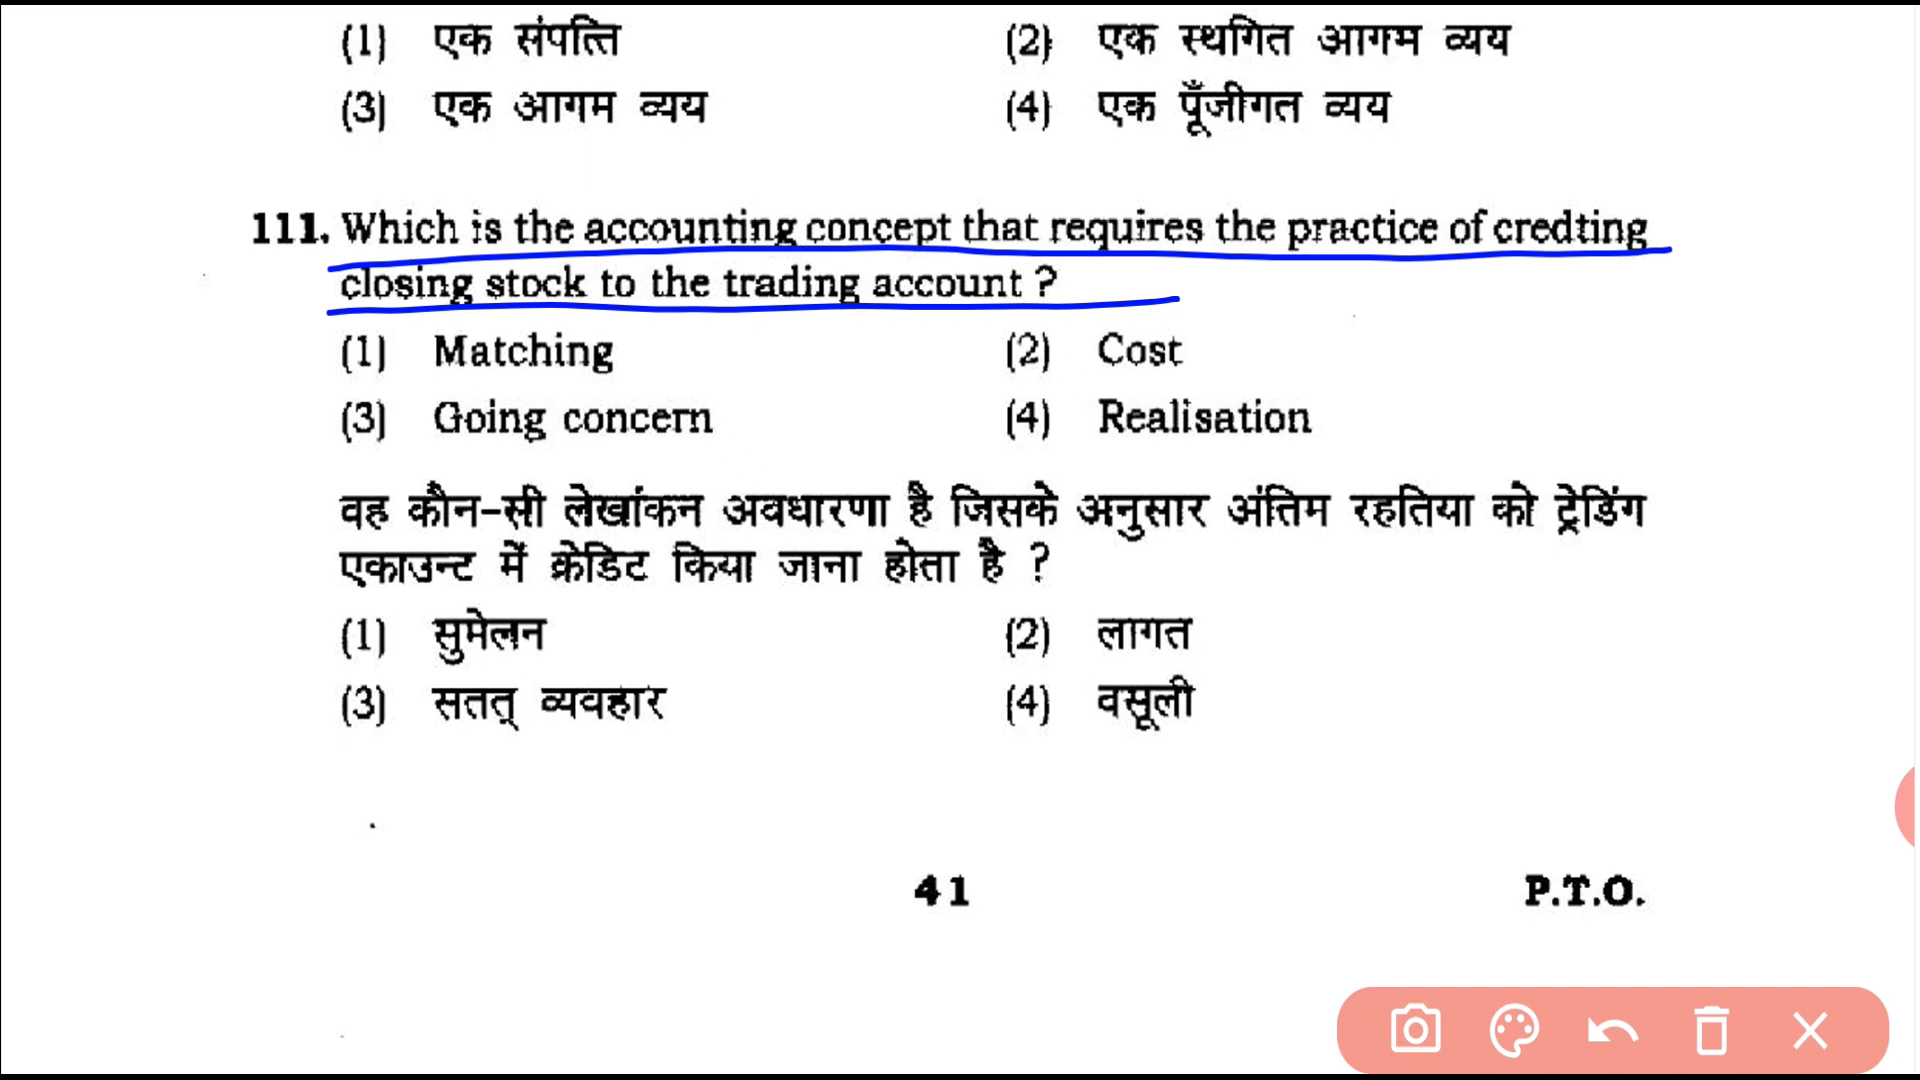 (1) एक संपत्ति (2) एक स्थगित आगम व्यय
(3) एक आगम व्यय (4) एक पूँजीगत व्यय
111. Which is the accounting concept that requires the practice of credting
closing stock to the trading account ?
(1) Matching (2) Cost
(3) Going concern (4) Realisation
वह कौन-सी लेखांकन अवधारणा है जिसके अनुसार अंतिम रहतिया को ट्रेडिंग
एकाउन्ट में क्रेडिट किया जाना होता है ?
(1) सुमेलन (2) लागत
(3) सतत् व्यवहार (4) वसूली
41 P.T.O.